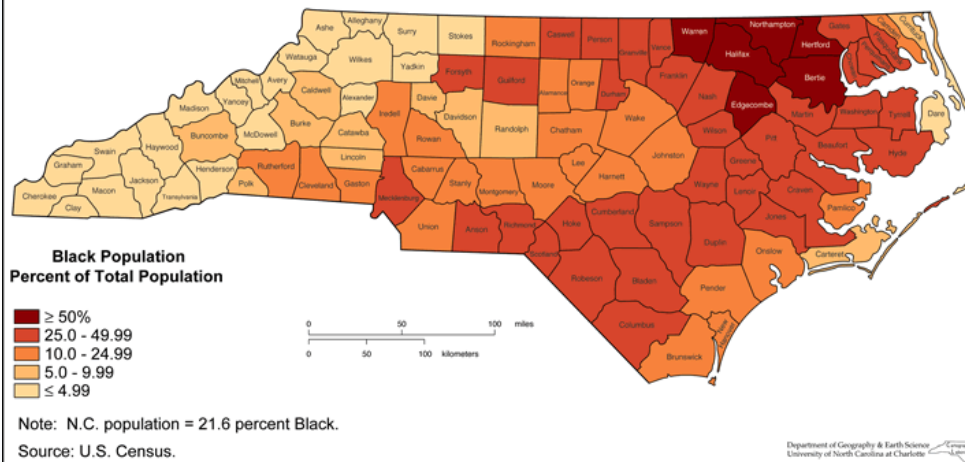 Ashe
Alleghany
Surry
Stokes
Rockingham
Caswell
Person
Granville
Vance
Warren
Northampton
Halifax
Hertford
Gates
Camden
Currituck
Pasquotank
Perquimans
Bertie
Watauga
Wilkes
Yadkin
Forsyth
Guilford
Alamance
Orange
Durham
Franklin
Nash
Edgecombe
Martin
Washington
Tyrrell
Dare
Mitchell
Avery
Caldwell
Alexander
Iredell
Davie
Davidson
Randolph
Chatham
Wake
Wilson
Pitt
Beaufort
Hyde
Madison
Yancey
Burke
Catawba
Rowan
Johnston
Greene
Buncombe
McDowell
Lincoln
Lee
Harnett
Wayne
Lenoir
Craven
Pamlico
Swain
Haywood
Henderson
Rutherford
Cleveland
Gaston
Cabarrus
Stanly
Montgomery
Moore
Graham
Jackson
Transylvania
Polk
Mecklenburg
Cherokee
Macon
Clay
Union
Anson
Richmond
Scotland
Hoke
Cumberland
Sampson
Duplin
Jones
Onslow
Carteret
Robeson
Bladen
Pender
Columbus
Brunswick
New
Hanover
Black Population
Percent of Total Population
≥ 50%
25.0 - 49.99
10.0 - 24.99
5.0 - 9.99
≤ 4.99
0 50 100 miles
0 50 100 kilometers
Note: N.C. population = 21.6 percent Black.
Source: U.S. Census.
Department of Geography & Earth Science
University of North Carolina at Charlotte